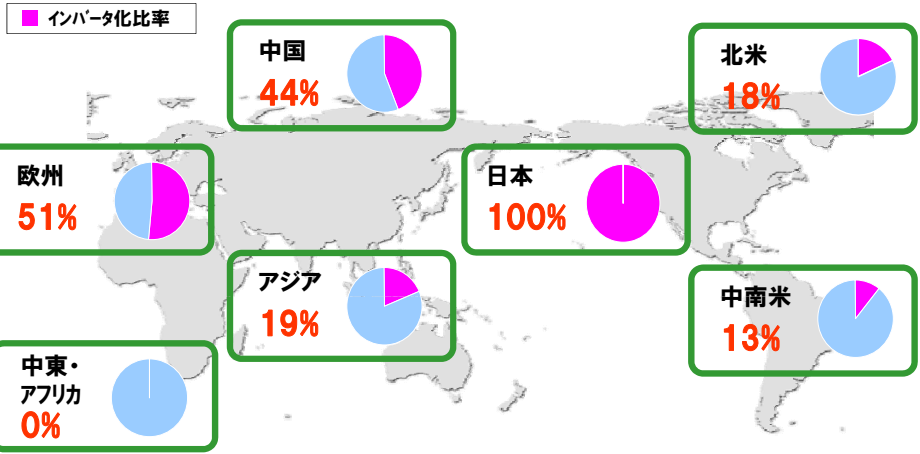 インバータ化比率
中国
44%
北米
18%
欧州
51%
日本
100%
アジア
19%
中南米
13%
中東・
アフリカ
0%